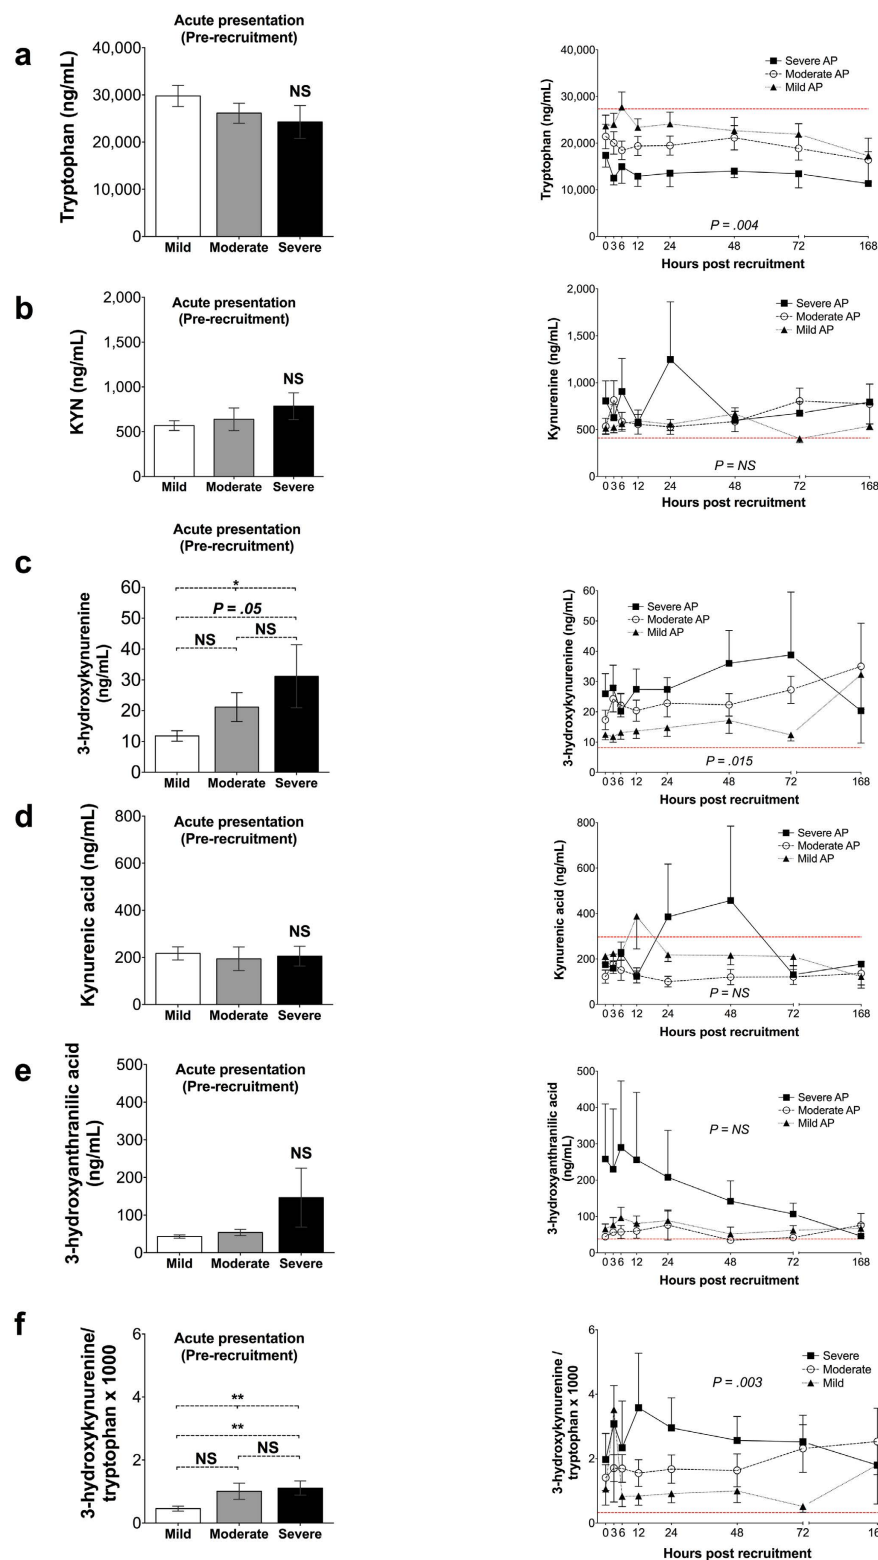 a
Acute presentation
(Pre-recruitment)
Tryptophan (ng/mL)
40,000
30,000
20,000
10,000
0
NS
Mild Moderate Severe
Tryptophan (ng/mL)
40,000
30,000
20,000
10,000
0
Severe AP
Moderate AP
Mild AP
P = .004
0 3 6 12 24 48 72 168
Hours post recruitment
b
Acute presentation
(Pre-recruitment)
KYN (ng/mL)
2,000
1,500
1,000
500
0
NS
Mild Moderate Severe
Kynurenine (ng/mL)
2,000
1,500
1,000
500
0
Severe AP
Moderate AP
Mild AP
P = NS
0 3 6 12 24 48 72 168
Hours post recruitment
c
Acute presentation
(Pre-recruitment)
3-hydroxykynurenine
(ng/mL)
60
50
40
30
20
10
0
*
P = .05
NS
NS
Mild Moderate Severe
3-hydroxykynurenine (ng/mL)
60
50
40
30
20
10
0
Severe AP
Moderate AP
Mild AP
P = .015
0 3 6 12 24 48 72 168
Hours post recruitment
d
Acute presentation
(Pre-recruitment)
Kynurenic acid (ng/mL)
800
600
400
200
0
NS
Mild Moderate Severe
Kynurenic acid (ng/mL)
800
600
400
200
0
Severe AP
Moderate AP
Mild AP
P = NS
0 3 6 12 24 48 72 168
Hours post recruitment
e
Acute presentation
(Pre-recruitment)
3-hydroxyanthranilic acid
(ng/mL)
500
400
300
200
100
0
NS
Mild Moderate Severe
3-hydroxyanthranilic acid
(ng/mL)
500
400
300
200
100
0
Severe AP
Moderate AP
Mild AP
P = NS
0 3 6 12 24 48 72 168
Hours post recruitment
f
Acute presentation
(Pre-recruitment)
3-hydroxykynurenine/
tryptophan x 1000
6
4
2
0
**
**
NS
NS
Mild Moderate Severe
3-hydroxykynurenine /
tryptophan x 1000
6
4
2
0
Severe
Moderate
Mild
P = .003
0 3 6 12 24 48 72
Hours post recruitment